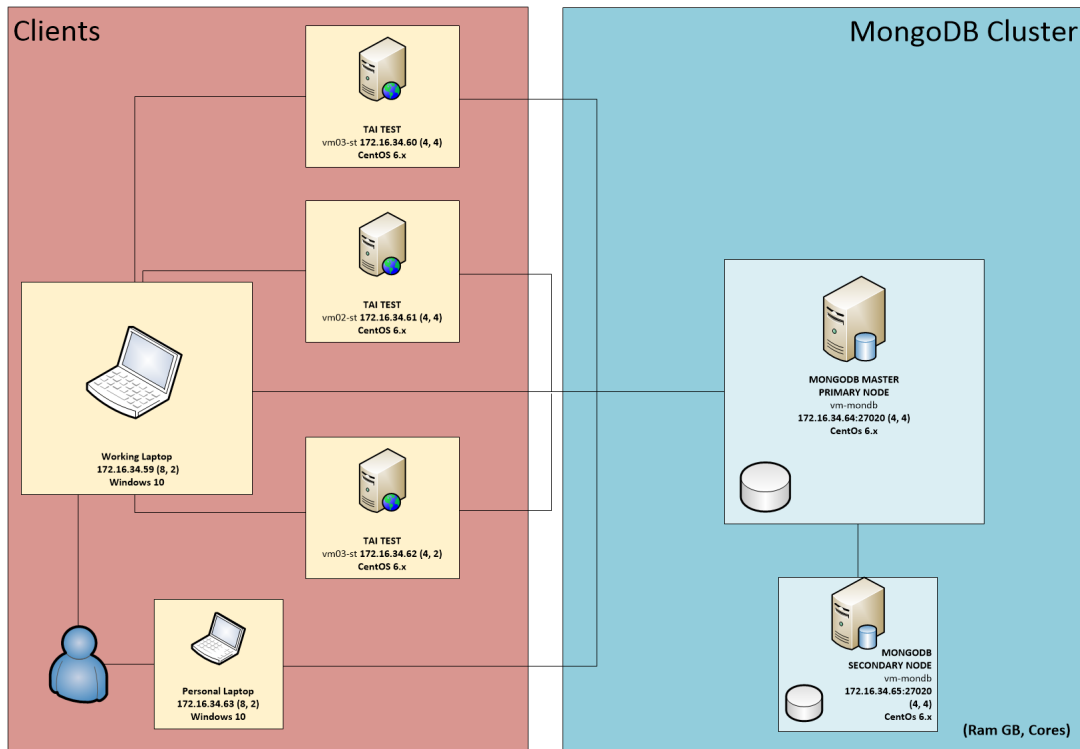 Clients
MongoDB Cluster
TAI TEST
vm03-st 172.16.34.60 (4, 4)
CentOS 6.x
TAI TEST
vm02-st 172.16.34.61 (4, 4)
CentOS 6.x
Working Laptop
172.16.34.59 (8, 2)
Windows 10
TAI TEST
vm03-st 172.16.34.62 (4, 2)
CentOS 6.x
Personal Laptop
172.16.34.63 (8, 2)
Windows 10
MONGODB MASTER
PRIMARY NODE
vm-mondb
172.16.34.64:27020 (4, 4)
CentOs 6.x
MONGODB
SECONDARY NODE
vm-mondb
172.16.34.65:27020
(4, 4)
CentOs 6.x
(Ram GB, Cores)